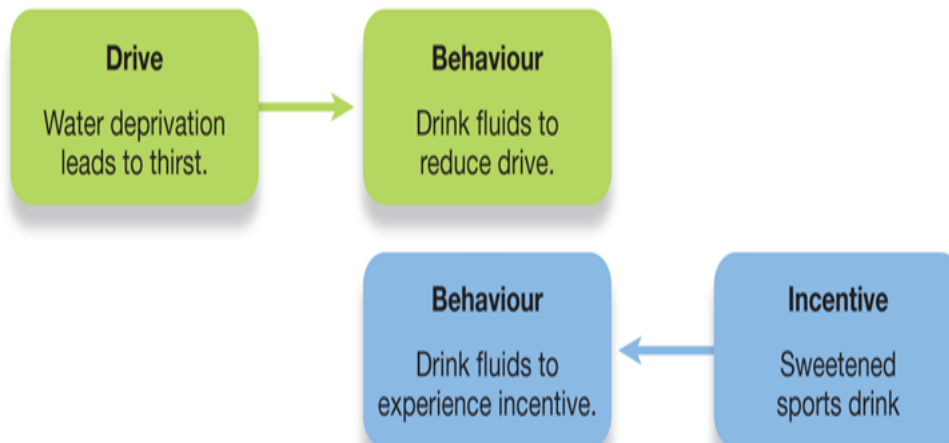 Drive
Water deprivation
leads to thirst.
Behaviour
Drink fluids to
reduce drive.
Behaviour
Drink fluids to
experience incentive.
Incentive
Sweetened
sports drink